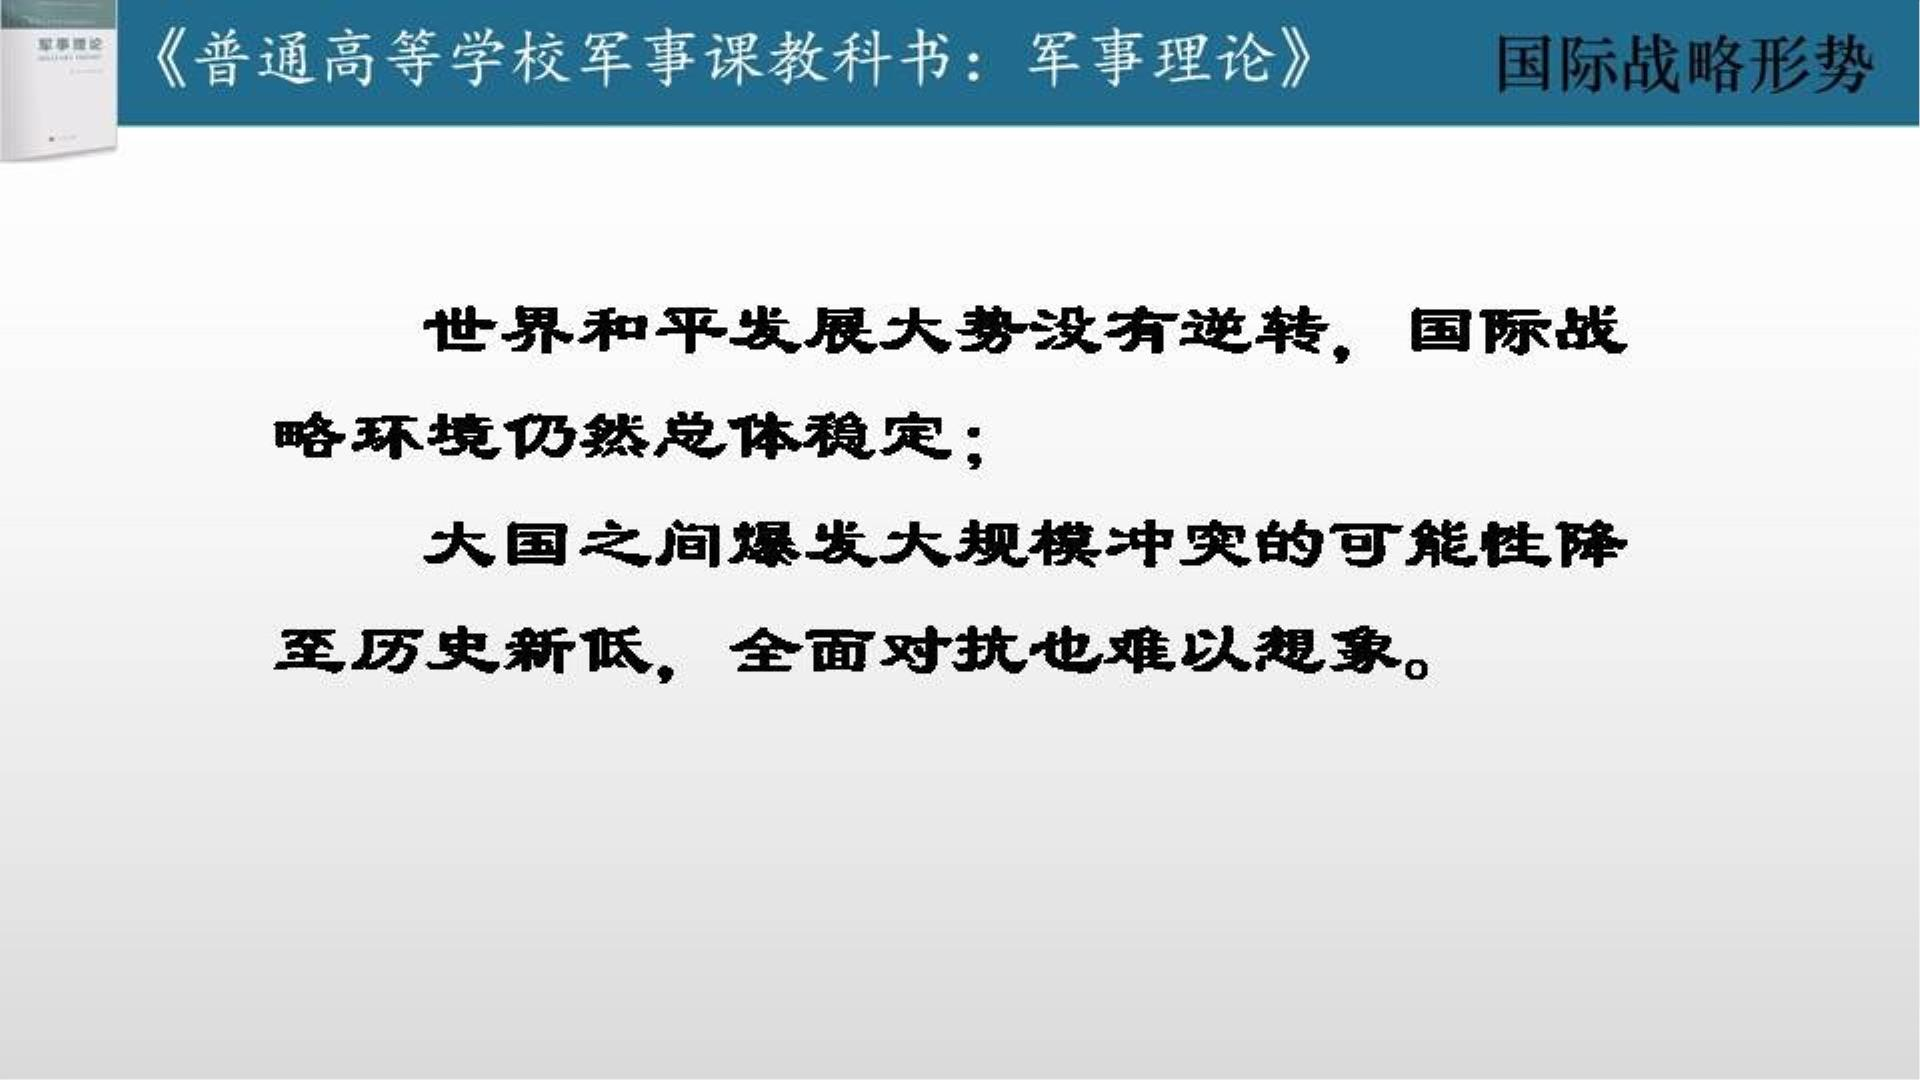 军事理论
《普通高等学校军事课教科书：军事理论》
国际战略形势
世界和平发展大势没有逆转，国际战
略环境仍然总体稳定；
大国之间爆发大规模冲突的可能性降
至历史新低，全面对抗也难以想象。